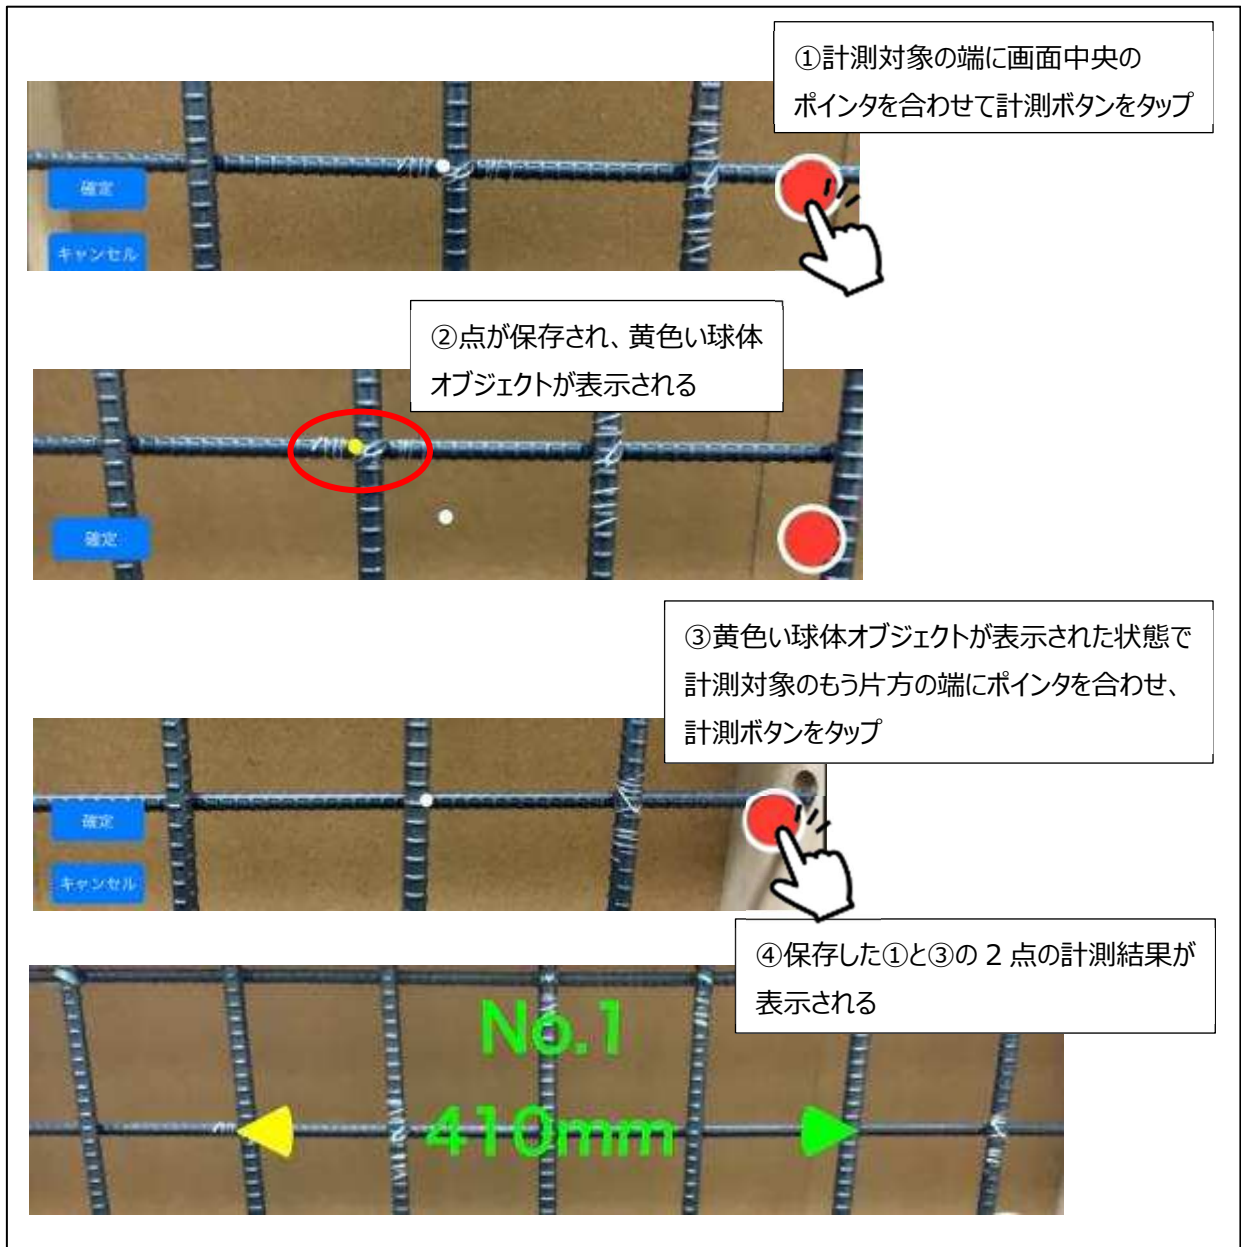 ①計測対象の端に画面中央の
ポインタを合わせて計測ボタンをタップ
確定
キャンセル
②点が保存され、黄色い球体
オブジェクトが表示される
確定
③黄色い球体オブジェクトが表示された状態で
計測対象のもう片方の端にポインタを合わせ、
計測ボタンをタップ
確定
キャンセル
④保存した①と③の 2 点の計測結果が
表示される
No.1
410mm